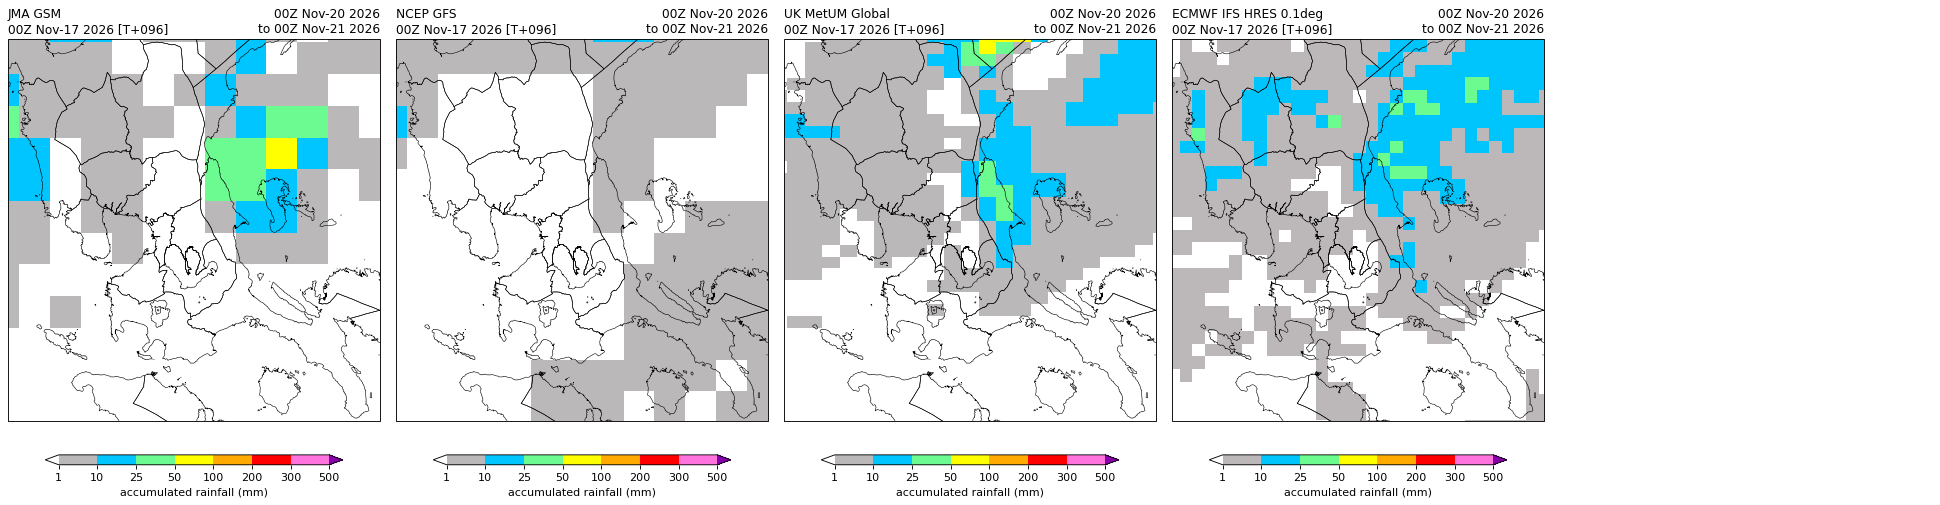 JMA GSM 00Z Nov-20 2026
00Z Nov-17 2026 [T+096] to 00Z Nov-21 2026
NCEP GFS 00Z Nov-20 2026
00Z Nov-17 2026 [T+096] to 00Z Nov-21 2026
UK MetUM Global 00Z Nov-20 2026
00Z Nov-17 2026 [T+096] to 00Z Nov-21 2026
ECMWF IFS HRES 0.1deg 00Z Nov-20 2026
00Z Nov-17 2026 [T+096] to 00Z Nov-21 2026
1 10 25 50 100 200 300 500
accumulated rainfall (mm)
1 10 25 50 100 200 300 500
accumulated rainfall (mm)
1 10 25 50 100 200 300 500
accumulated rainfall (mm)
1 10 25 50 100 200 300 500
accumulated rainfall (mm)